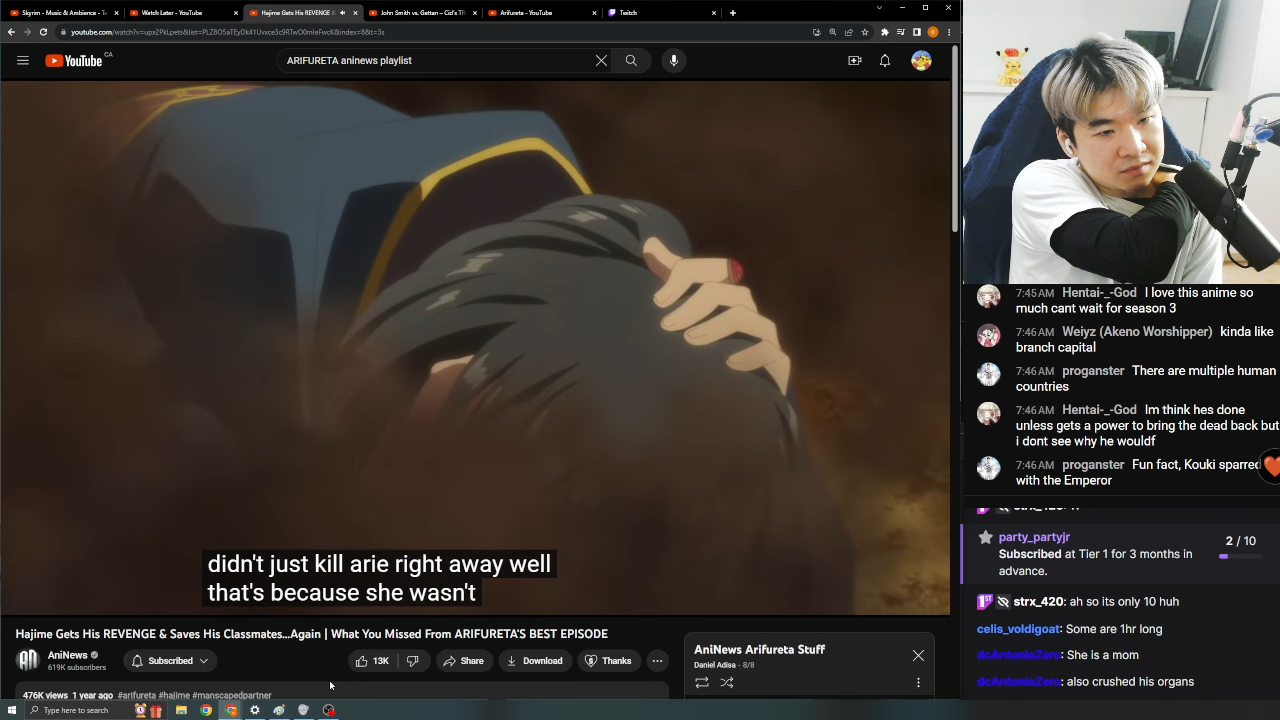 Skyrim - Music & Ambience - T
Watch Later - YouTube
Hajime Gets His REVENGE &
John Smith vs. Gettan – Cid's T
Arifureta - YouTube
Twitch
youtube.com/watch?v=upx2PkLpets&list=
&index=8&t=3s
YouTube CA
ARIFURETA aninews playlist
didn't just kill arie right away well
that's because she wasn't
Hajime Gets His REVENGE & Saves His Classmates...Again | What You Missed From ARIFURETA'S BEST EPISODE
AniNews
619K subscribers
Subscribed
13K
Share
Download
Thanks
476K views 1 year ago #arifureta #hajime #manscapedpartner
AniNews Arifureta Stuff
Daniel Adisa - 8/8
7:45 AM Hentai-_-God I love this anime so
much cant wait for season 3
7:46 AM Weiyz (Akeno Worshipper) kinda like
branch capital
7:46 AM proganster There are multiple human
countries
7:46 AM Hentai-_-God Im think hes done
unless gets a power to bring the dead back but
i dont see why he wouldf
7:46 AM proganster Fun fact, Kouki sparred
with the Emperor
party_partyjr
Subscribed at Tier 1 for 3 months in
advance.
2 / 10
1ST strx_420: ah so its only 10 huh
celis_voldigoat: Some are 1hr long
dcAntonioZero: She is a mom
dcAntonioZero: also crushed his organs
Type here to search